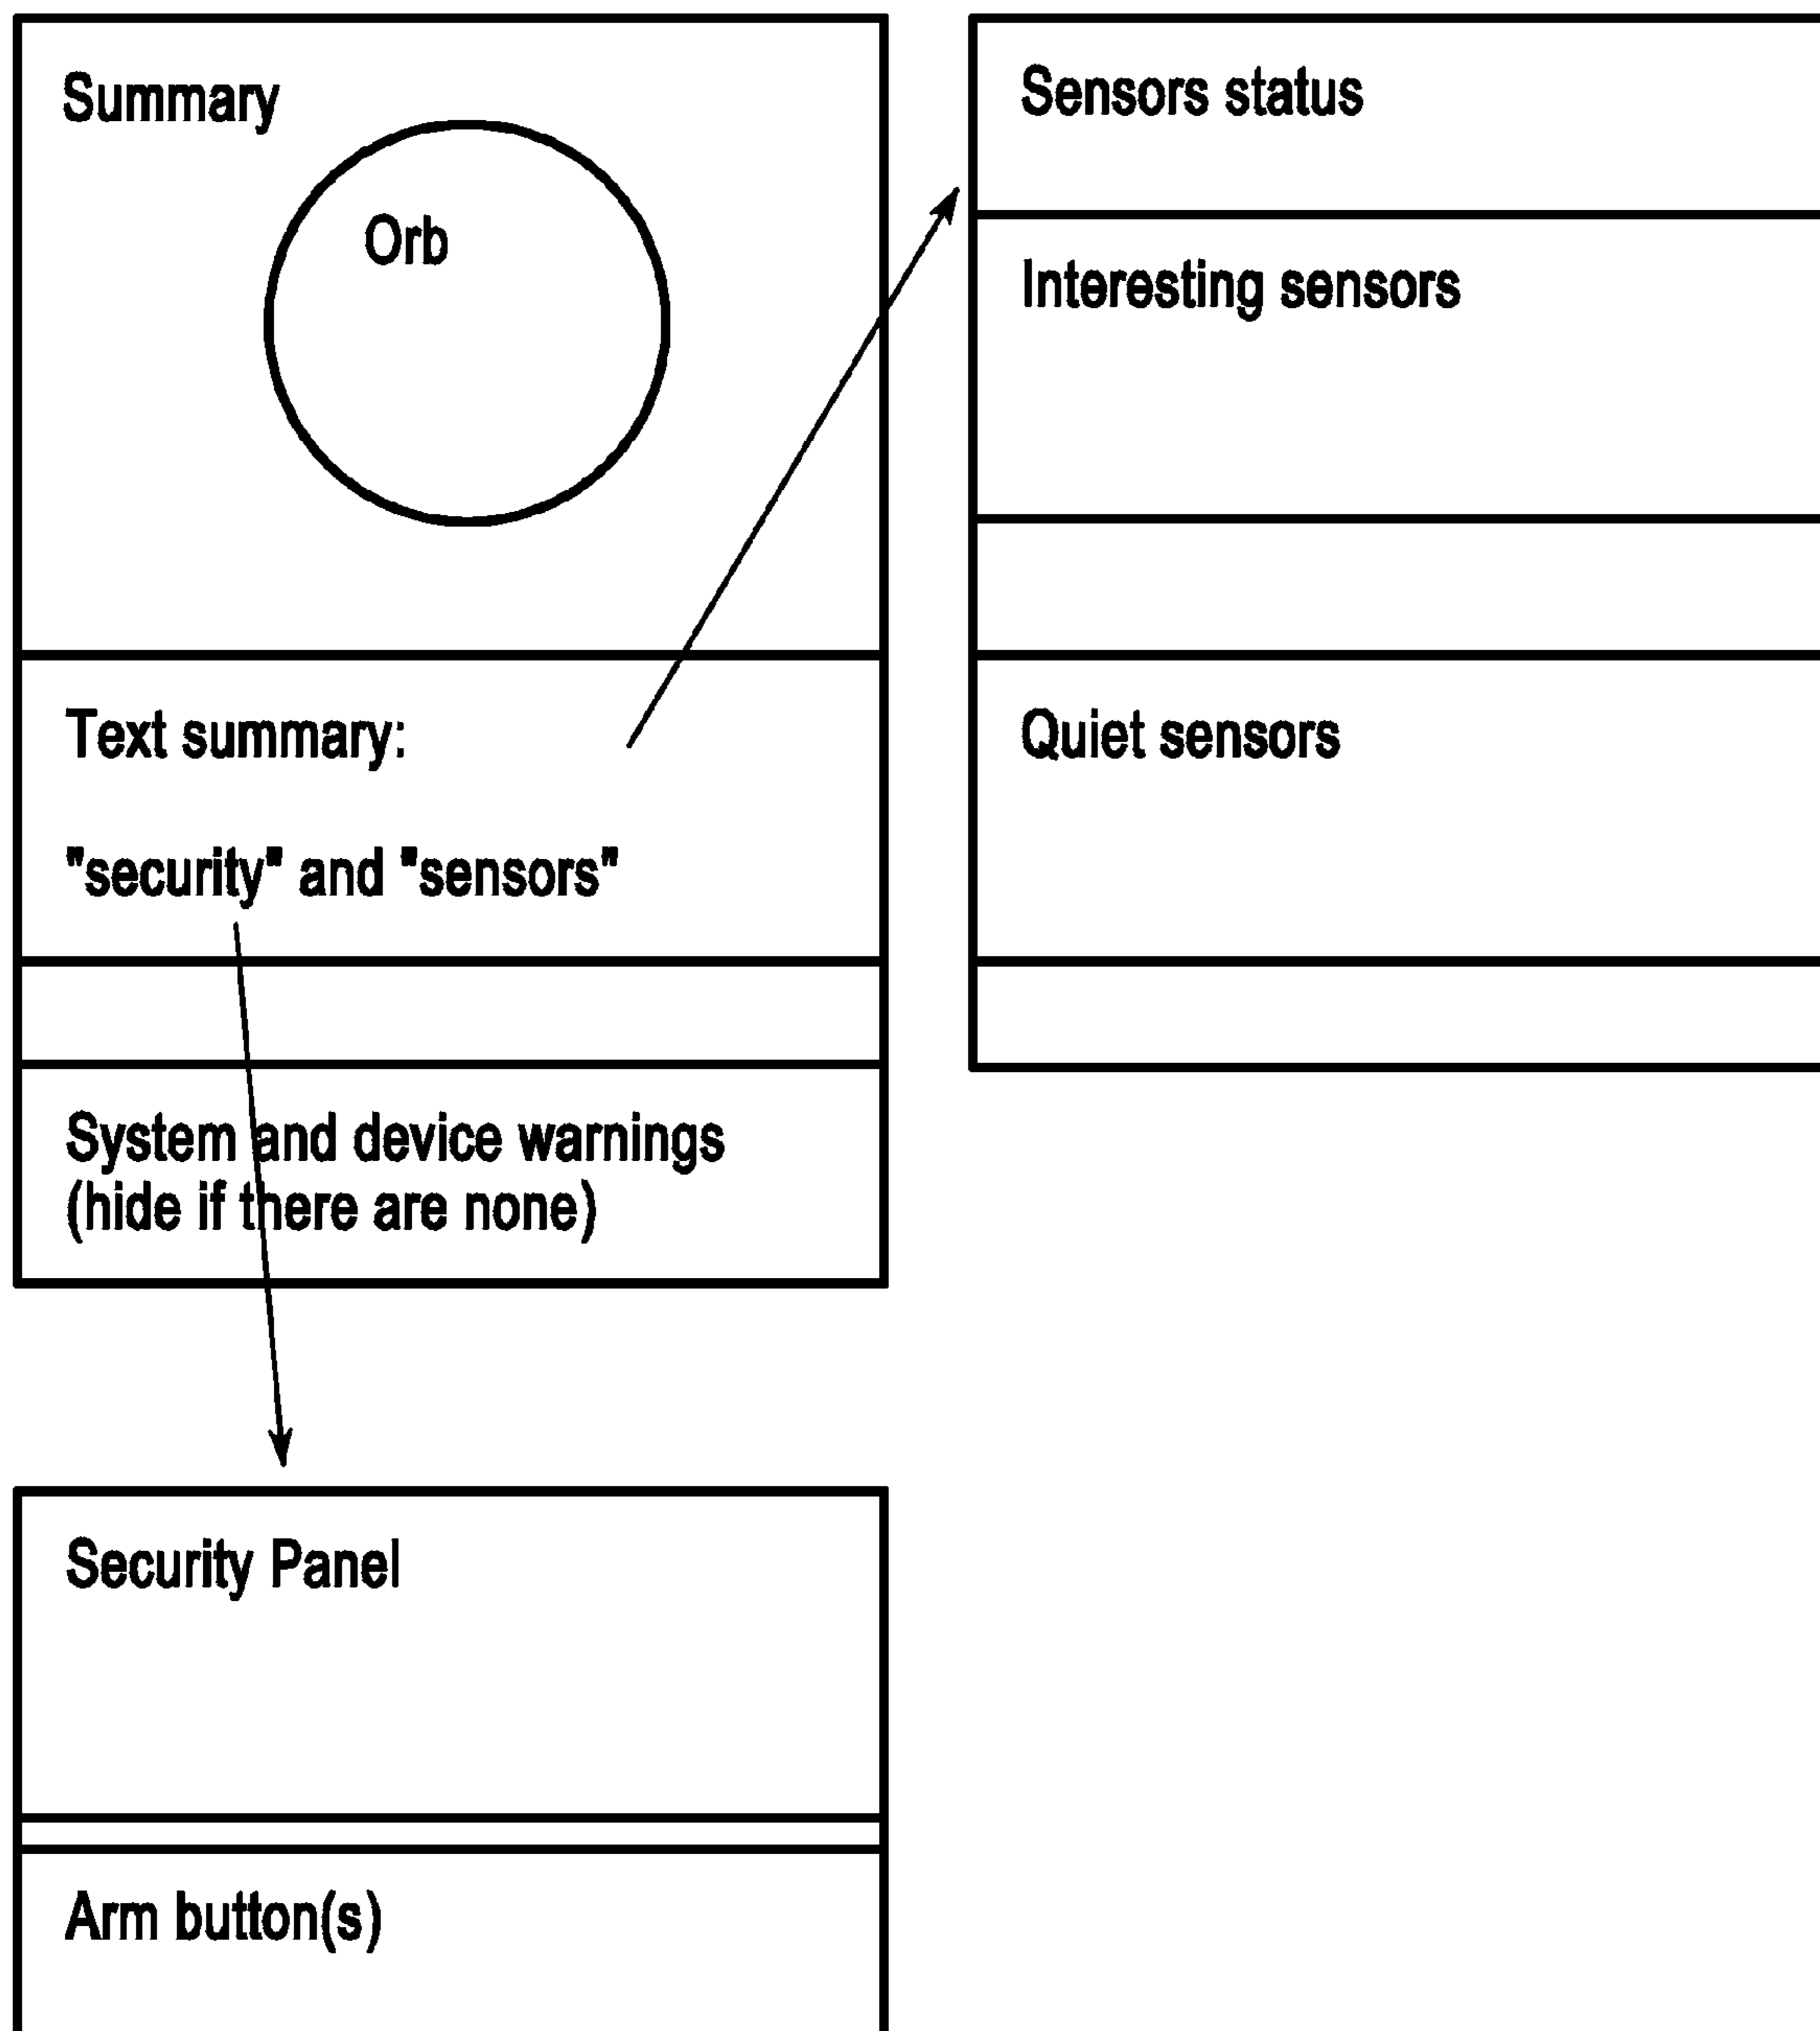 Summary
Orb
Text summary:
"security" and "sensors"
System and device warnings
(hide if there are none)
Sensors status
Interesting sensors
Quiet sensors
Security Panel
Arm button(s)